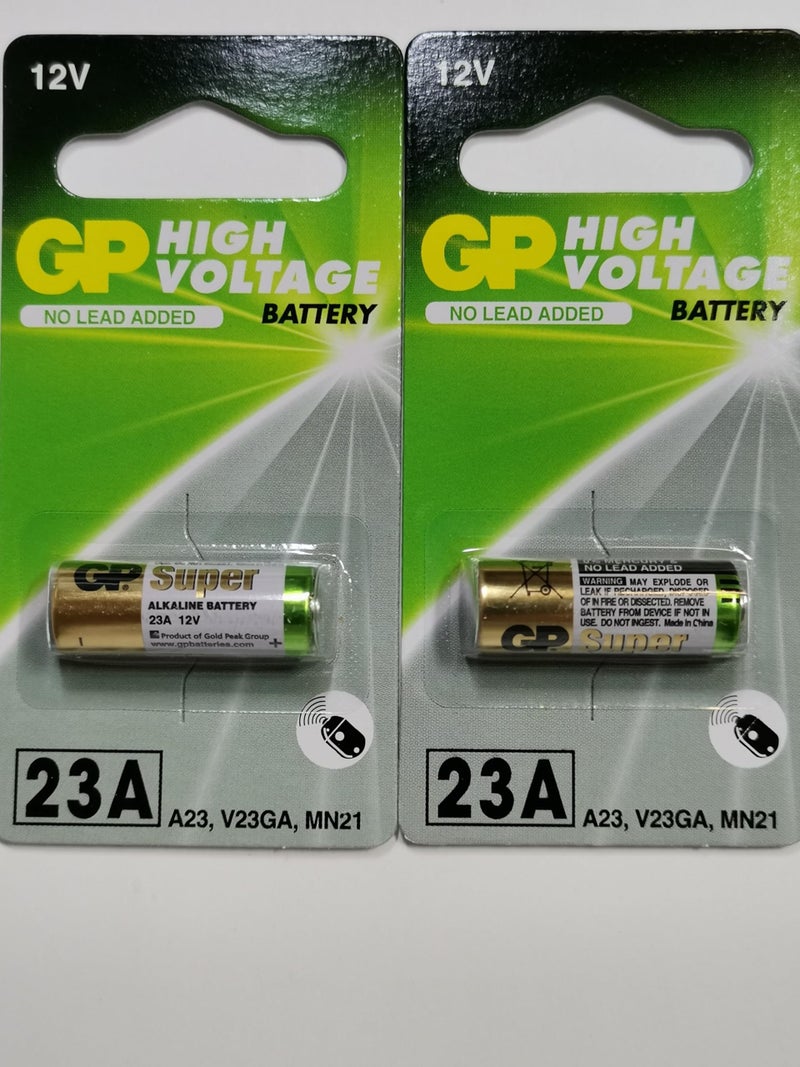 12V
GP HIGH VOLTAGE
NO LEAD ADDED
BATTERY
GP Super
ALKALINE BATTERY
23A 12V
Product of Gold Peak Group
www.gpbatteries.com
- +
23A
A23, V23GA, MN21
12V
GP HIGH VOLTAGE
NO LEAD ADDED
BATTERY
NO LEAD ADDED
WARNING MAY EXPLODE OR
LEAK IF RECHARGED, DISPOSED
OF IN FIRE OR DISSECTED. REMOVE
BATTERY FROM DEVICE IF NOT IN
USE. DO NOT INGEST. Made in China
GP Super
23A
A23, V23GA, MN21